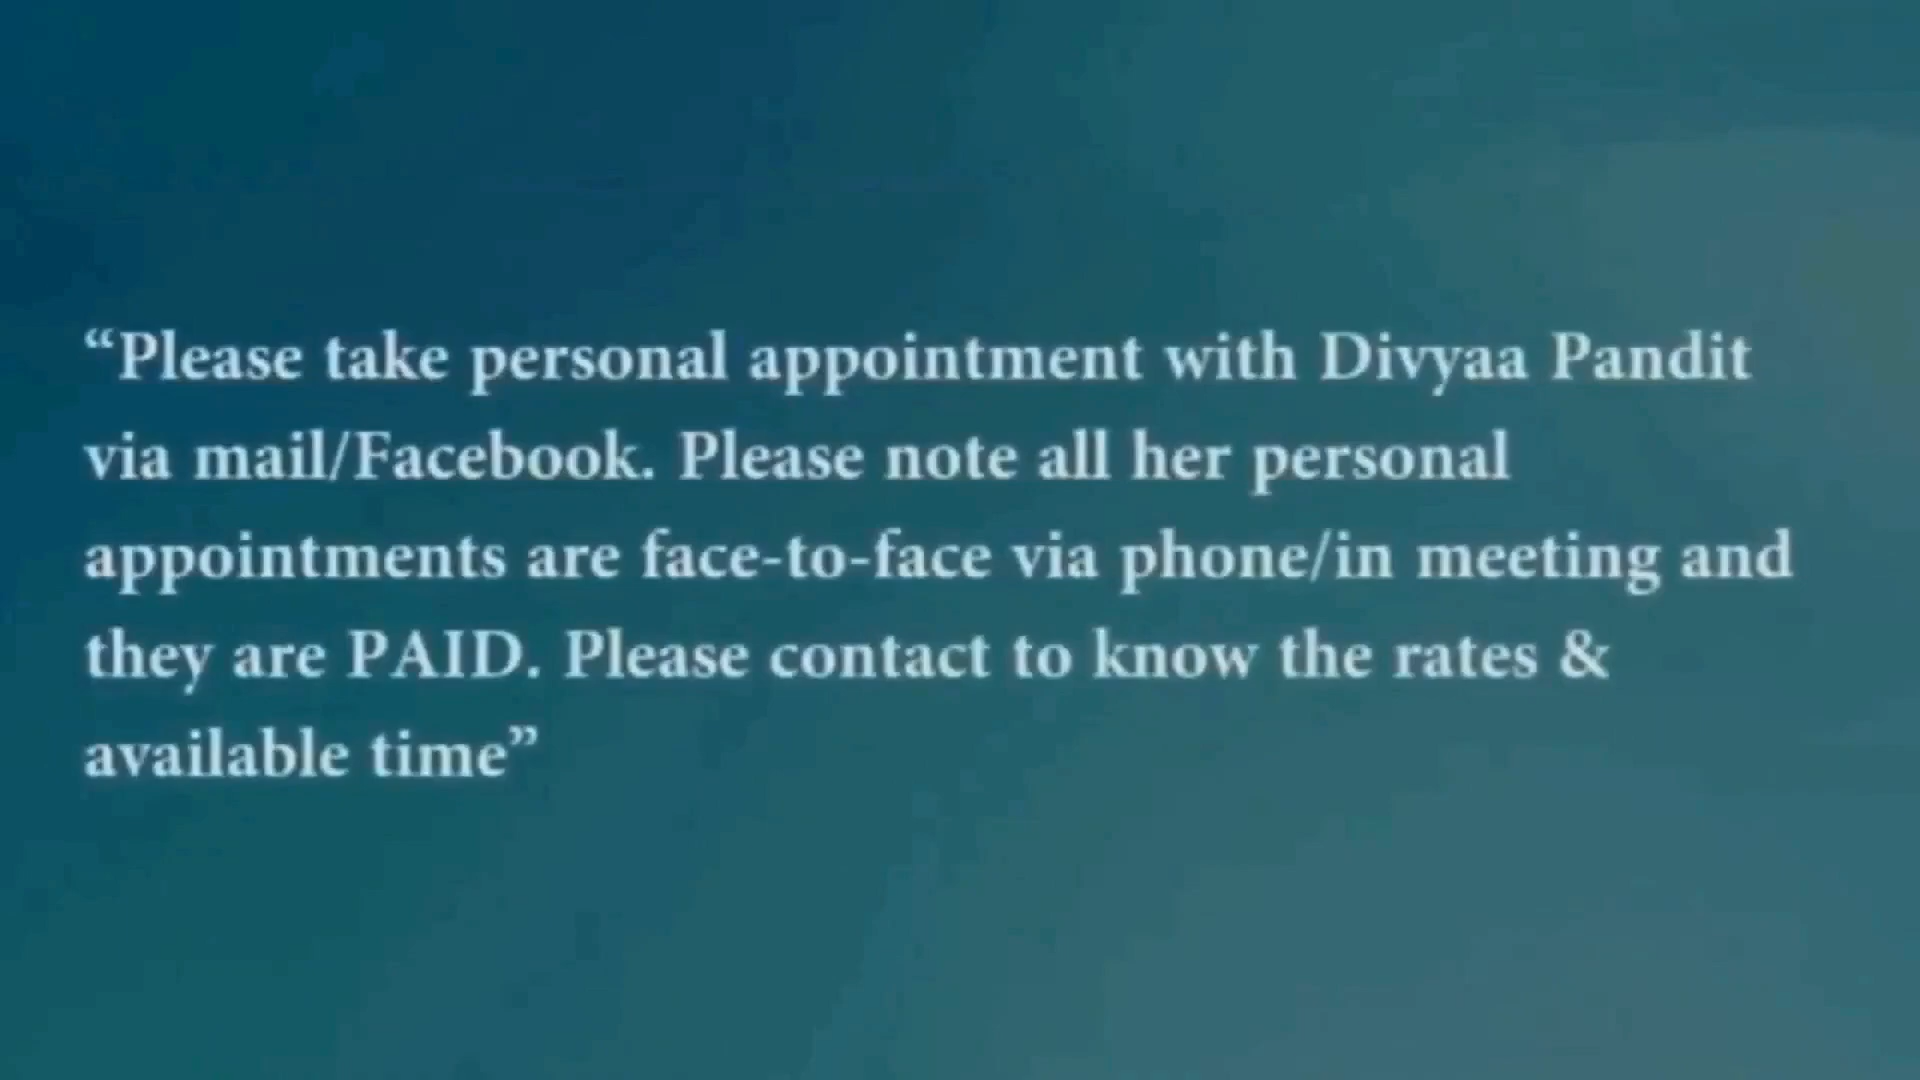 “Please take personal appointment with Divyaa Pandit
via mail/Facebook. Please note all her personal
appointments are face-to-face via phone/in meeting and
they are PAID. Please contact to know the rates &
available time”